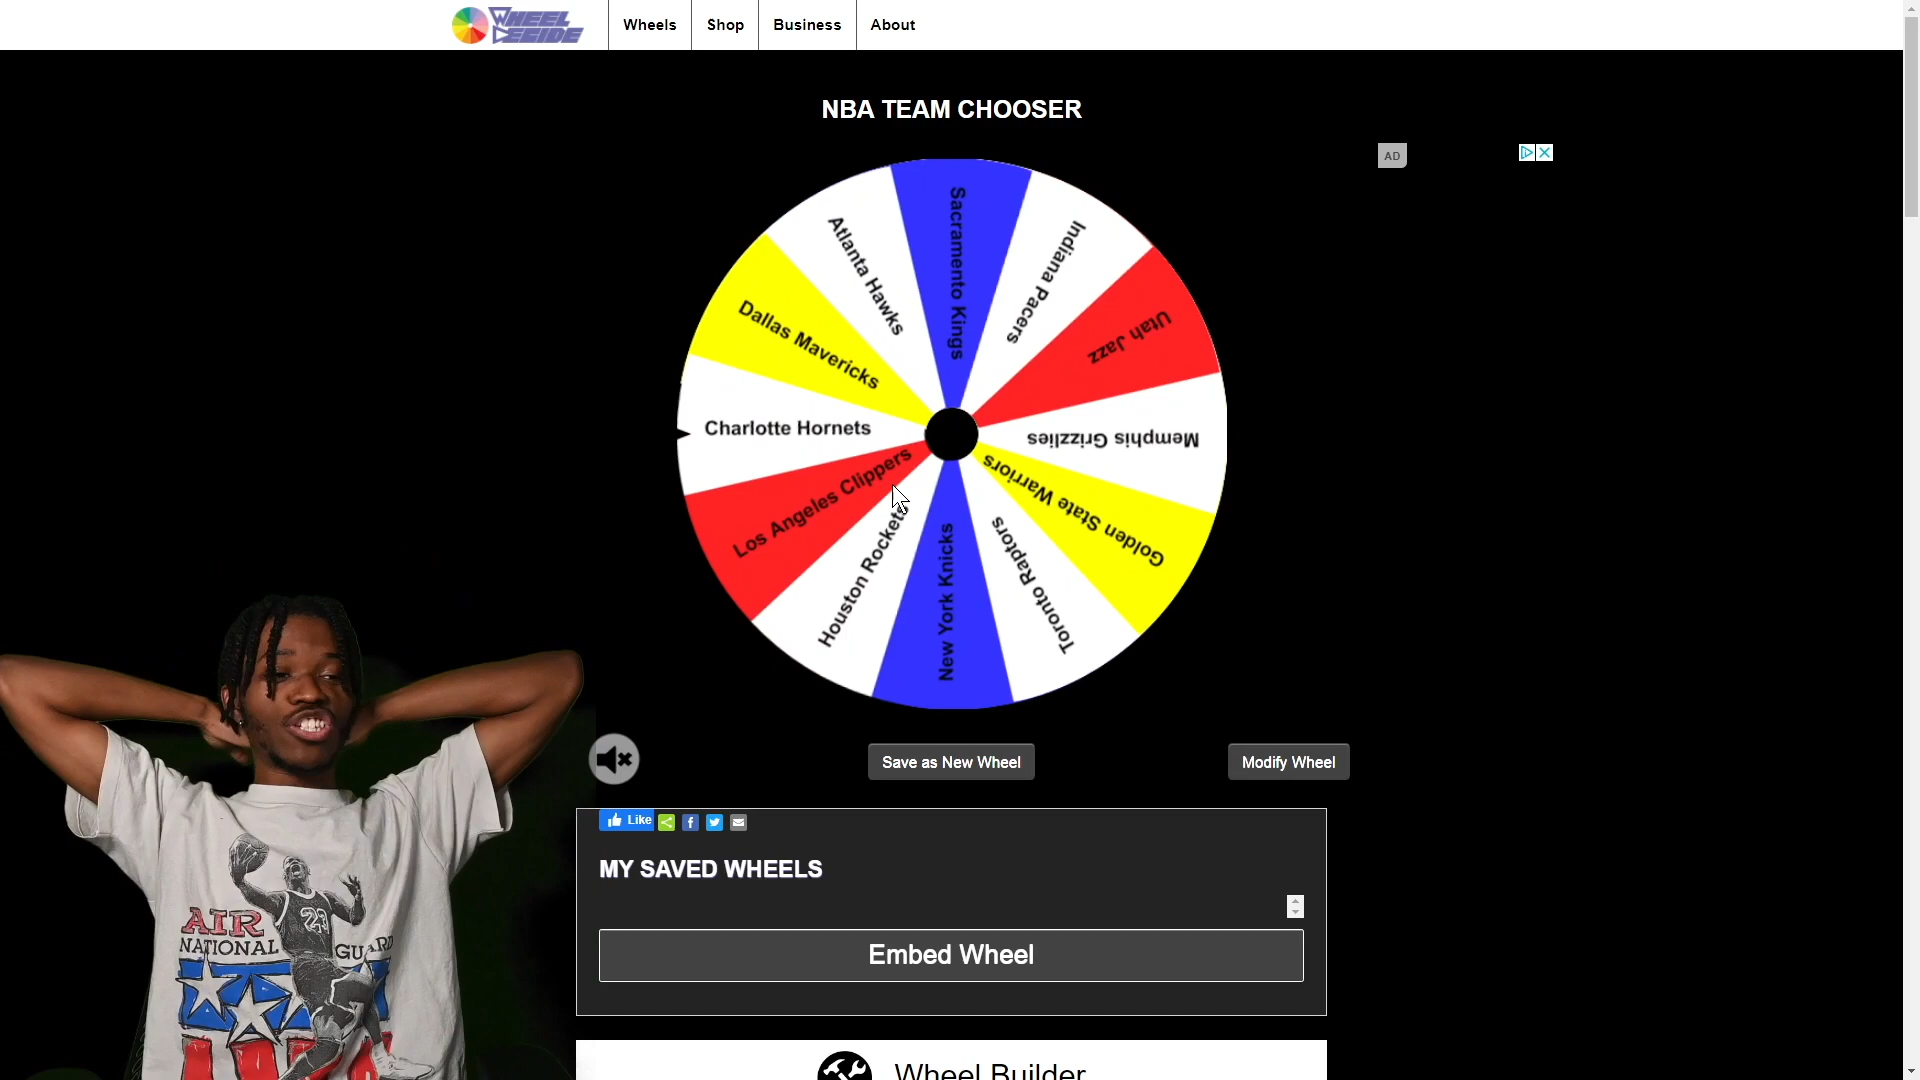 WHEEL DECIDE
Wheels
Shop
Business
About
NBA TEAM CHOOSER
AD
Sacramento Kings
Indiana Pacers
Utah Jazz
Memphis Grizzlies
Golden State Warriors
Toronto Raptors
New York Knicks
Houston Rockets
Los Angeles Clippers
Charlotte Hornets
Dallas Mavericks
Atlanta Hawks
Save as New Wheel
Modify Wheel
Like
MY SAVED WHEELS
Embed Wheel
Wheel Builder
AIR
NATIONAL GUARD
23